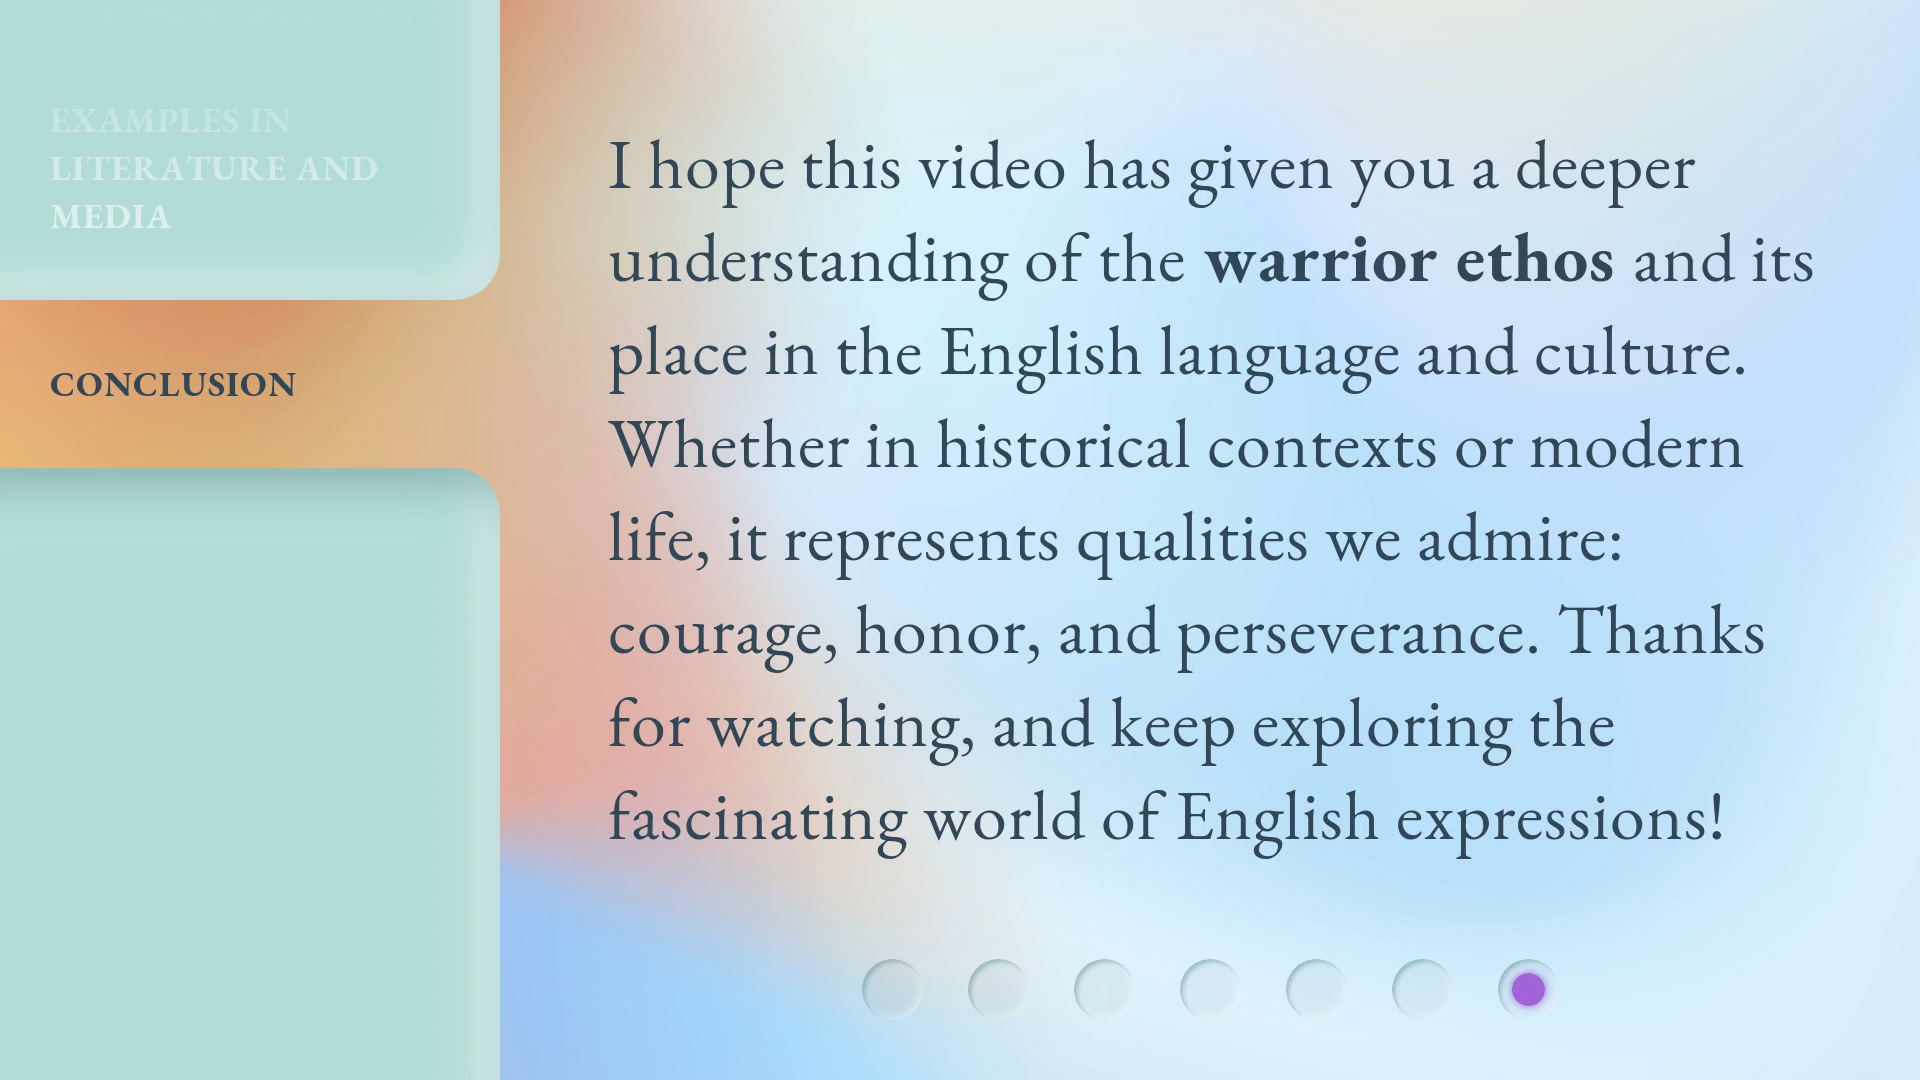 EXAMPLES IN
LITERATURE AND
MEDIA
CONCLUSION
I hope this video has given you a deeper
understanding of the warrior ethos and its
place in the English language and culture.
Whether in historical contexts or modern
life, it represents qualities we admire:
courage, honor, and perseverance. Thanks
for watching, and keep exploring the
fascinating world of English expressions!